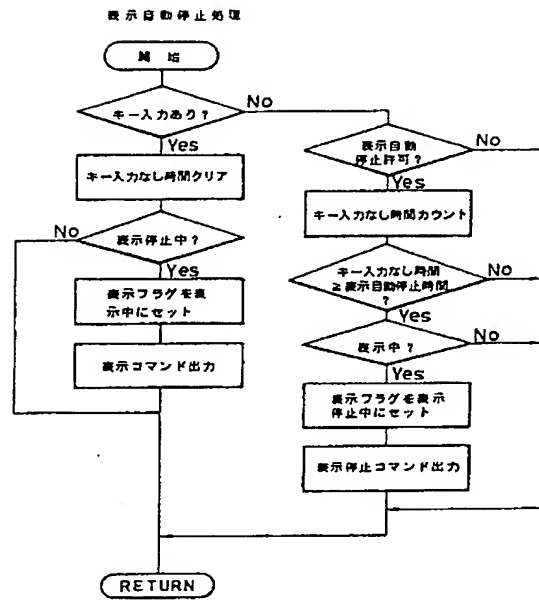 表示自動停止処理
開始
キー入力あり?
No
Yes
キー入力なし時間クリア
No
表示停止中?
Yes
表示フラグを表
示中にセット
表示コマンド出力
表示自動
停止許可?
No
Yes
キー入力なし時間カウント
キー入力なし時間
≧表示自動停止時間
?
No
Yes
表示中?
No
Yes
表示フラグを表示
停止中にセット
表示停止コマンド出力
RETURN